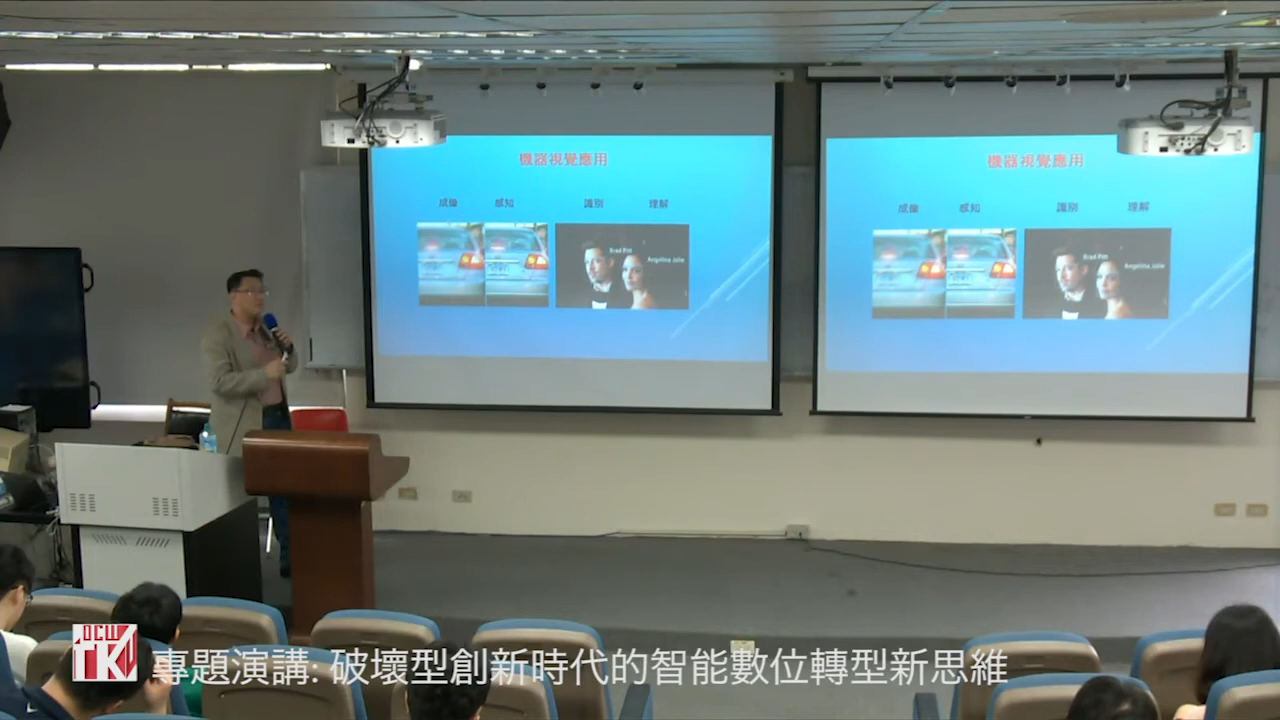 機器視覺應用
成像 感知 識別 理解
Brad Pitt
Angelina Jolie
機器視覺應用
成像 感知 識別 理解
Brad Pitt
Angelina Jolie
OCW
TK
專題演講: 破壞型創新時代的智能數位轉型新思維